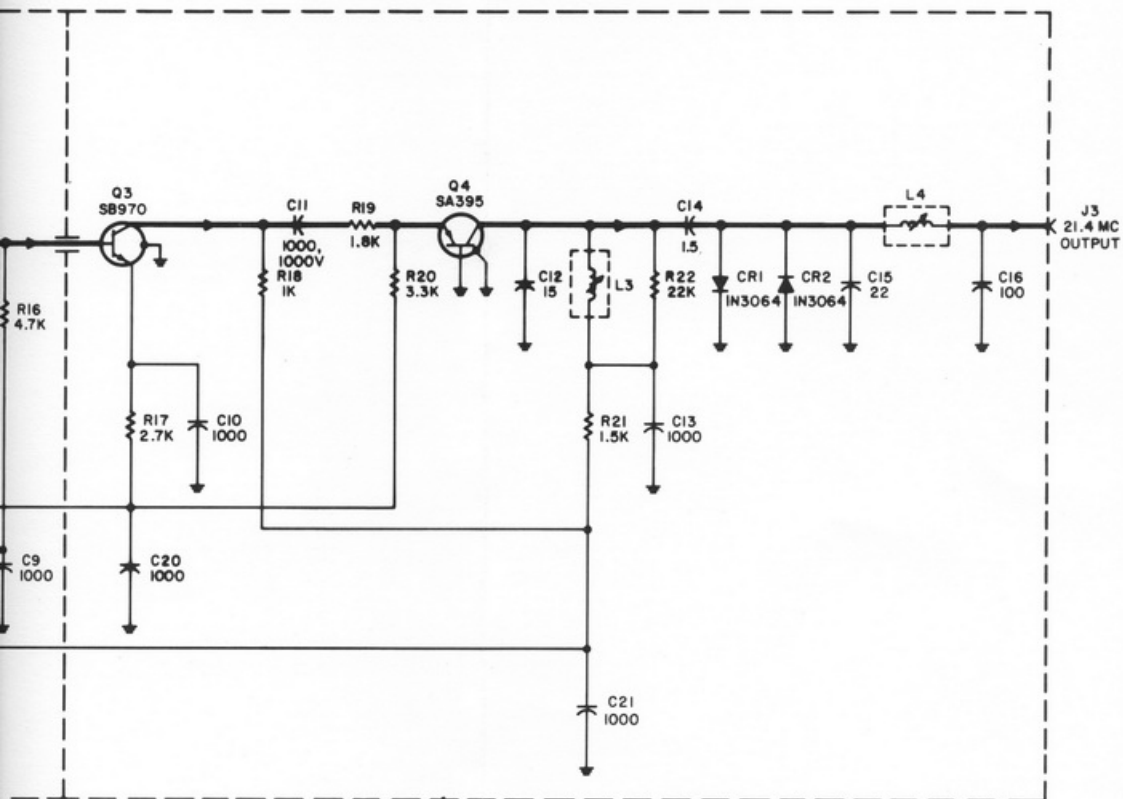 Q3
SB970
C11
1000,
1000V
R19
1.8K
Q4
SA395
C14
1.5
L4
J3
21.4 MC
OUTPUT
R16
4.7K
R18
1K
R20
3.3K
C12
15
L3
R22
22K
CR1
1N3064
CR2
1N3064
C15
22
C16
100
R17
2.7K
C10
1000
R21
1.5K
C13
1000
C9
1000
C20
1000
C21
1000